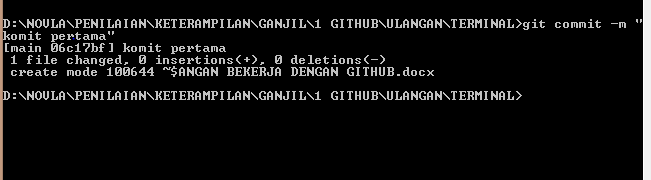 D:\NOVLA\PENILAIAN\KETERAMPILAN\GANJIL\1 GITHUB\ULANGAN\TERMINAL>git commit -m "
komit pertama"
[main 06c17bf] komit pertama
 1 file changed, 0 insertions(+), 0 deletions(-)
 create mode 100644 ~$ANGAN BEKERJA DENGAN GITHUB.docx
D:\NOVLA\PENILAIAN\KETERAMPILAN\GANJIL\1 GITHUB\ULANGAN\TERMINAL>